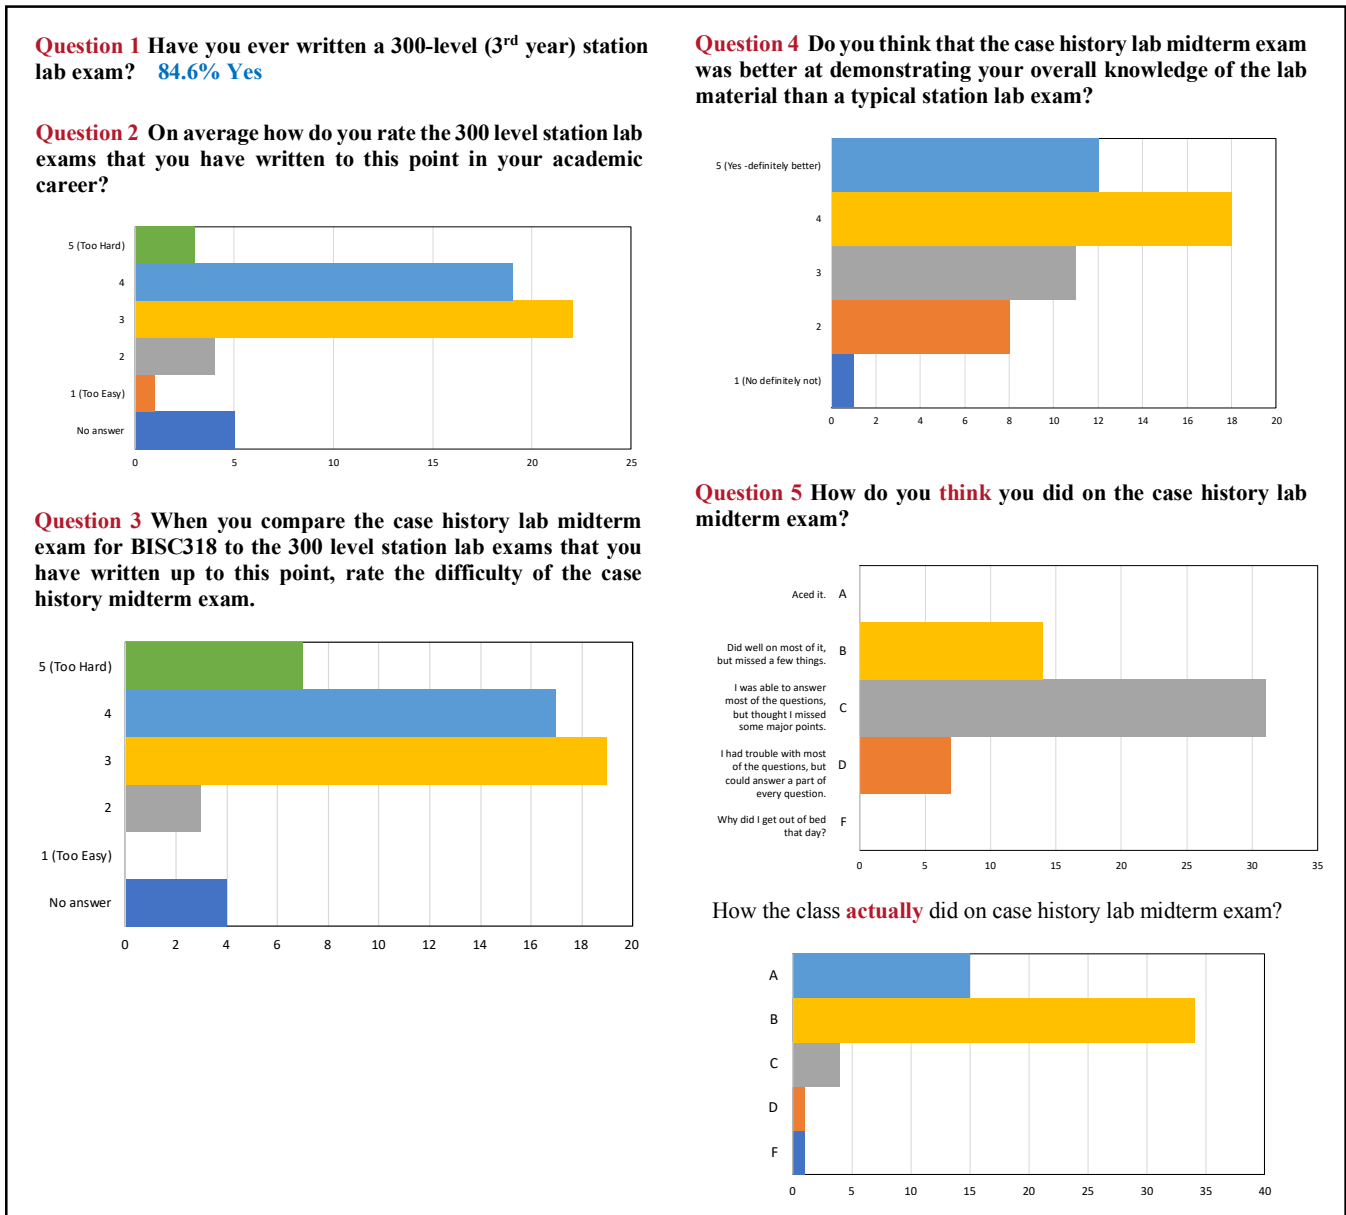 Question 1 Have you ever written a 300-level (3rd year) station
lab exam? 84.6% Yes
Question 2 On average how do you rate the 300 level station lab
exams that you have written to this point in your academic
career?
5 (Too Hard)
4
3
2
1 (Too Easy)
No answer
0 5 10 15 20 25
Question 3 When you compare the case history lab midterm
exam for BISC318 to the 300 level station lab exams that you
have written up to this point, rate the difficulty of the case
history midterm exam.
5 (Too Hard)
4
3
2
1 (Too Easy)
No answer
0 2 4 6 8 10 12 14 16 18 20
Question 4 Do you think that the case history lab midterm exam
was better at demonstrating your overall knowledge of the lab
material than a typical station lab exam?
5 (Yes -definitely better)
4
3
2
1 (No definitely not)
0 2 4 6 8 10 12 14 16 18 20
Question 5 How do you think you did on the case history lab
midterm exam?
Aced it. A
Did well on most of it,
but missed a few things.
B
I was able to answer
most of the questions,
but thought I missed
some major points.
C
I had trouble with most
of the questions, but
could answer a part of
every question.
D
Why did I get out of bed
that day?
F
0 5 10 15 20 25 30 35
How the class actually did on case history lab midterm exam?
A
B
C
D
F
0 5 10 15 20 25 30 35 40